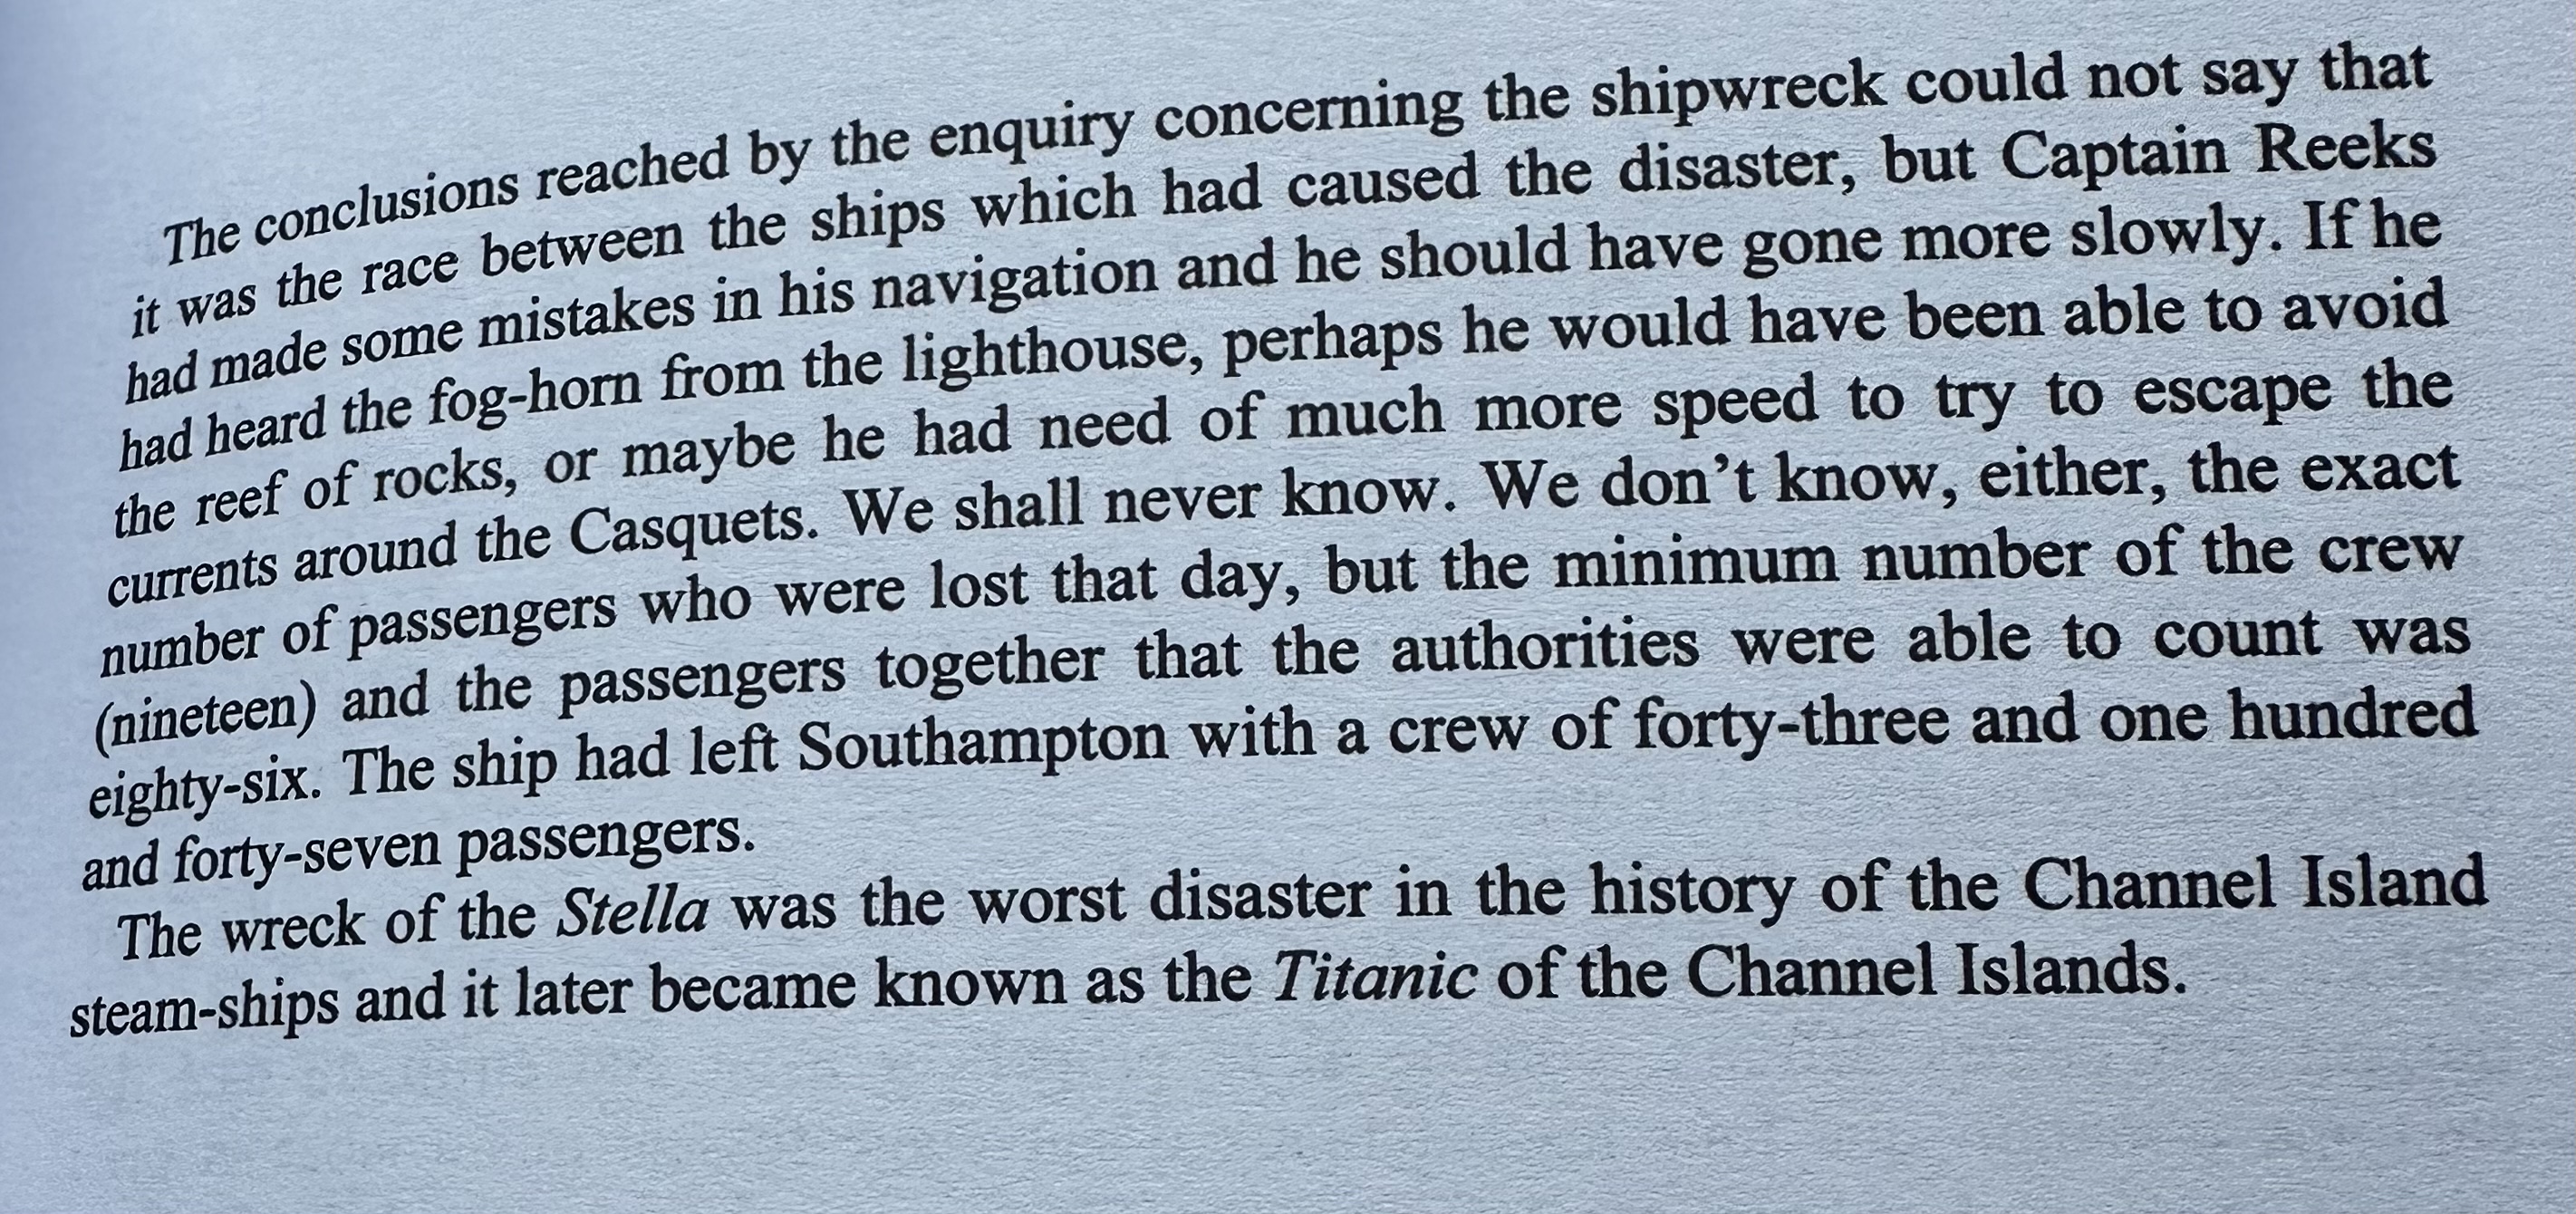 The conclusions reached by the enquiry concerning the shipwreck could not say that
it was the race between the ships which had caused the disaster, but Captain Reeks
had made some mistakes in his navigation and he should have gone more slowly. If he
had heard the fog-horn from the lighthouse, perhaps he would have been able to avoid
the reef of rocks, or maybe he had need of much more speed to try to escape the
currents around the Casquets. We shall never know. We don’t know, either, the exact
number of passengers who were lost that day, but the minimum number of the crew
(nineteen) and the passengers together that the authorities were able to count was
eighty-six. The ship had left Southampton with a crew of forty-three and one hundred
and forty-seven passengers.
The wreck of the Stella was the worst disaster in the history of the Channel Island
steam-ships and it later became known as the Titanic of the Channel Islands.